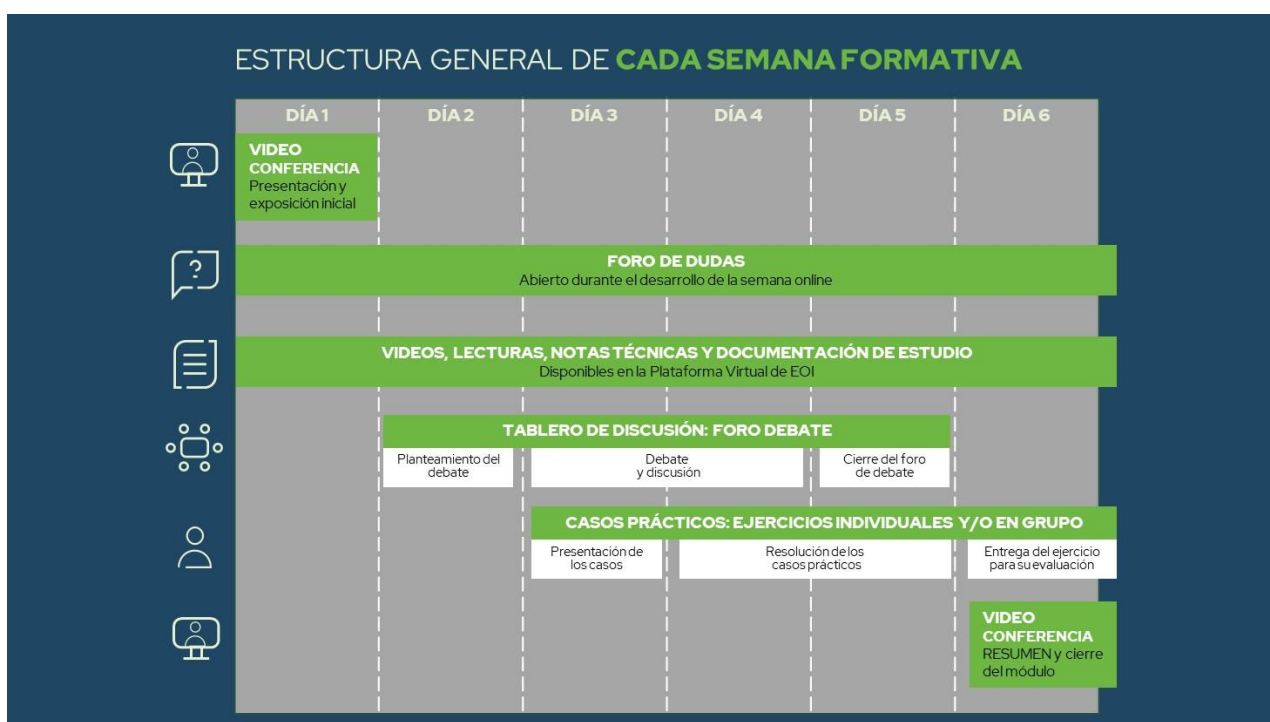 ESTRUCTURA GENERAL DE CADA SEMANA FORMATIVA
DÍA 1 DÍA 2 DÍA 3 DÍA 4 DÍA 5 DÍA 6
VIDEO
CONFERENCIA
Presentación y
exposición inicial
?
FORO DE DUDAS
Abierto durante el desarrollo de la semana online
VIDEOS, LECTURAS, NOTAS TÉCNICAS Y DOCUMENTACIÓN DE ESTUDIO
Disponibles en la Plataforma Virtual de EOI
TABLERO DE DISCUSIÓN: FORO DEBATE
Planteamiento del
debate
Debate
y discusión
Cierre del foro
de debate
CASOS PRÁCTICOS: EJERCICIOS INDIVIDUALES Y/O EN GRUPO
Presentación de
los casos
Resolución de los
casos prácticos
Entrega del ejercicio
para su evaluación
VIDEO
CONFERENCIA
RESUMEN y cierre
del módulo